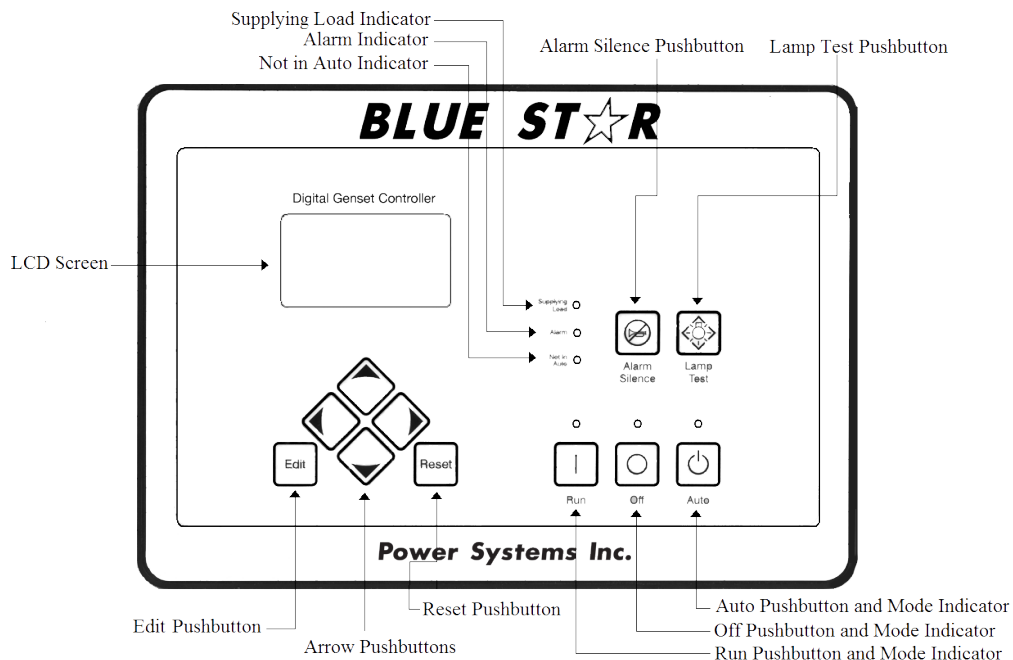 Supplying Load Indicator
Alarm Indicator
Not in Auto Indicator
Alarm Silence Pushbutton
Lamp Test Pushbutton
BLUE ST☆R
Digital Genset Controller
LCD Screen
Supplying
Load
Alarm
Not in
Auto
Alarm
Silence
Lamp
Test
Edit
Reset
Run
Off
Auto
Power Systems Inc.
Edit Pushbutton
Arrow Pushbuttons
Reset Pushbutton
Auto Pushbutton and Mode Indicator
Off Pushbutton and Mode Indicator
Run Pushbutton and Mode Indicator